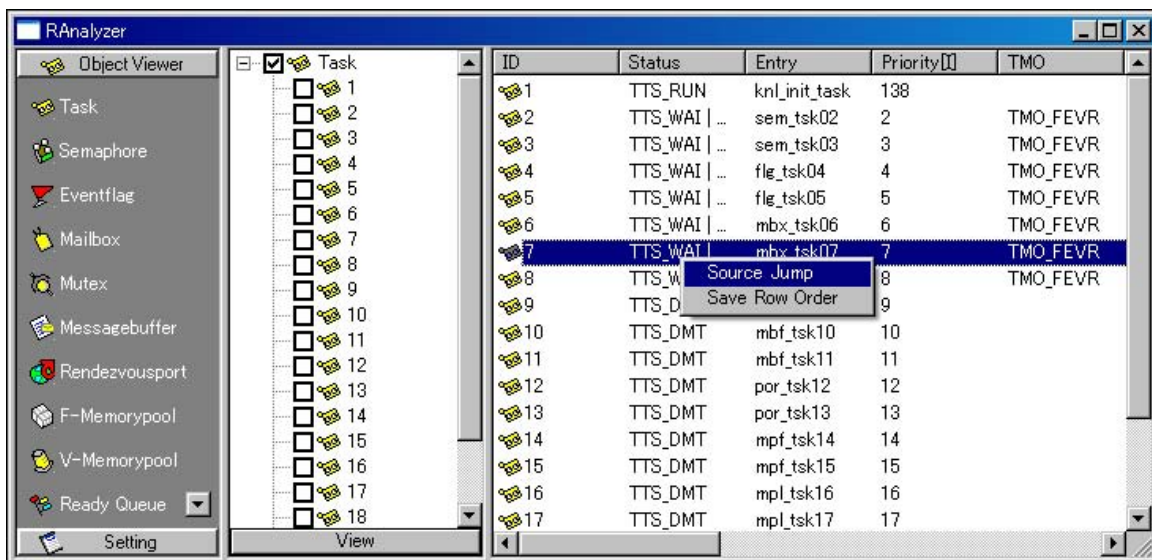 RAnalyzer
Object Viewer
Task
Semaphore
Eventflag
Mailbox
Mutex
Messagebuffer
Rendezvousport
F-Memorypool
V-Memorypool
Ready Queue
Setting
Task
1
2
3
4
5
6
7
8
9
10
11
12
13
14
15
16
17
18
View
ID Status Entry Priority[I] TMO
1 TTS_RUN knl_init_task 138
2 TTS_WAI | ... sem_tsk02 2 TMO_FEVR
3 TTS_WAI | ... sem_tsk03 3 TMO_FEVR
4 TTS_WAI | ... flg_tsk04 4 TMO_FEVR
5 TTS_WAI | ... flg_tsk05 5 TMO_FEVR
6 TTS_WAI | ... mbx_tsk06 6 TMO_FEVR
7 TTS_WAI | mbx_tsk07 7 TMO_FEVR
Source Jump
Save Row Order
8 TTS_W 8 TMO_FEVR
9 TTS_D 9
10 TTS_DMT mbf_tsk10 10
11 TTS_DMT mbf_tsk11 11
12 TTS_DMT por_tsk12 12
13 TTS_DMT por_tsk13 13
14 TTS_DMT mpf_tsk14 14
15 TTS_DMT mpf_tsk15 15
16 TTS_DMT mpl_tsk16 16
17 TTS_DMT mpl_tsk17 17